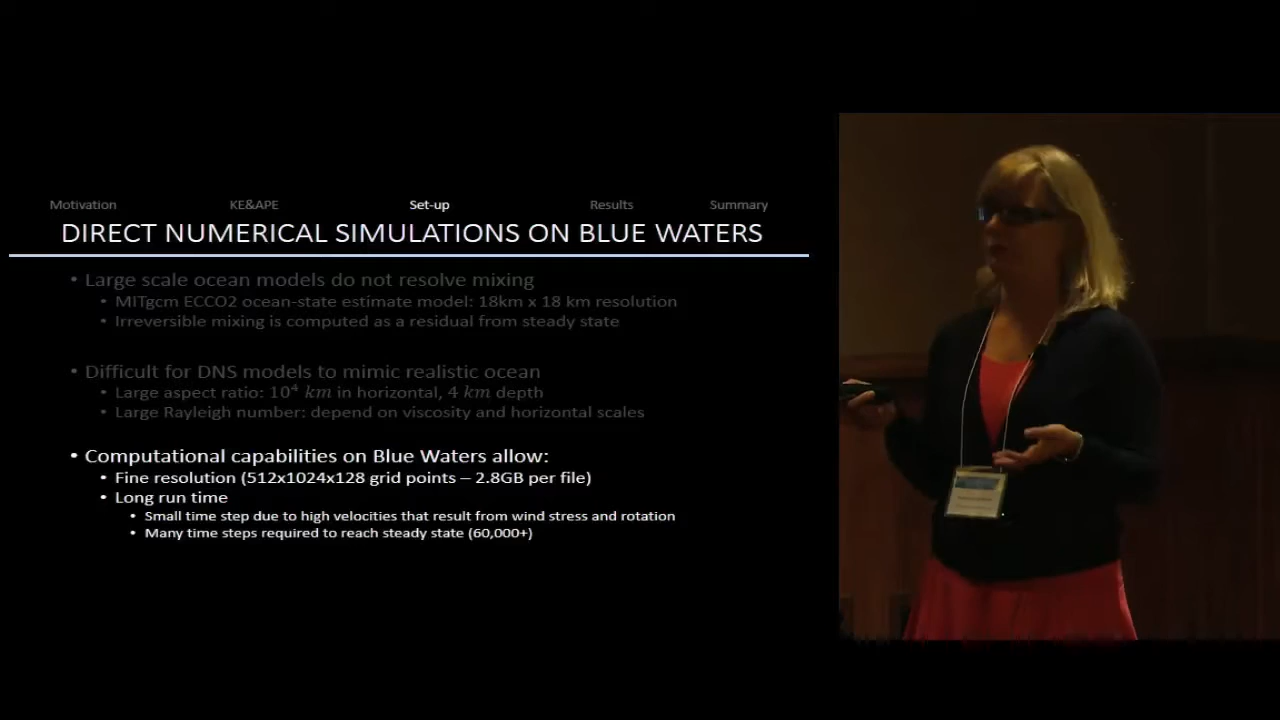 Motivation KE&APE Set-up Results Summary
DIRECT NUMERICAL SIMULATIONS ON BLUE WATERS
• Large scale ocean models do not resolve mixing
• MITgcm ECCO2 ocean-state estimate model: 18km x 18 km resolution
• Irreversible mixing is computed as a residual from steady state
• Difficult for DNS models to mimic realistic ocean
• Large aspect ratio: 10⁴ km in horizontal, 4 km depth
• Large Rayleigh number: depend on viscosity and horizontal scales
• Computational capabilities on Blue Waters allow:
• Fine resolution (512x1024x128 grid points – 2.8GB per file)
• Long run time
• Small time step due to high velocities that result from wind stress and rotation
• Many time steps required to reach steady state (60,000+)